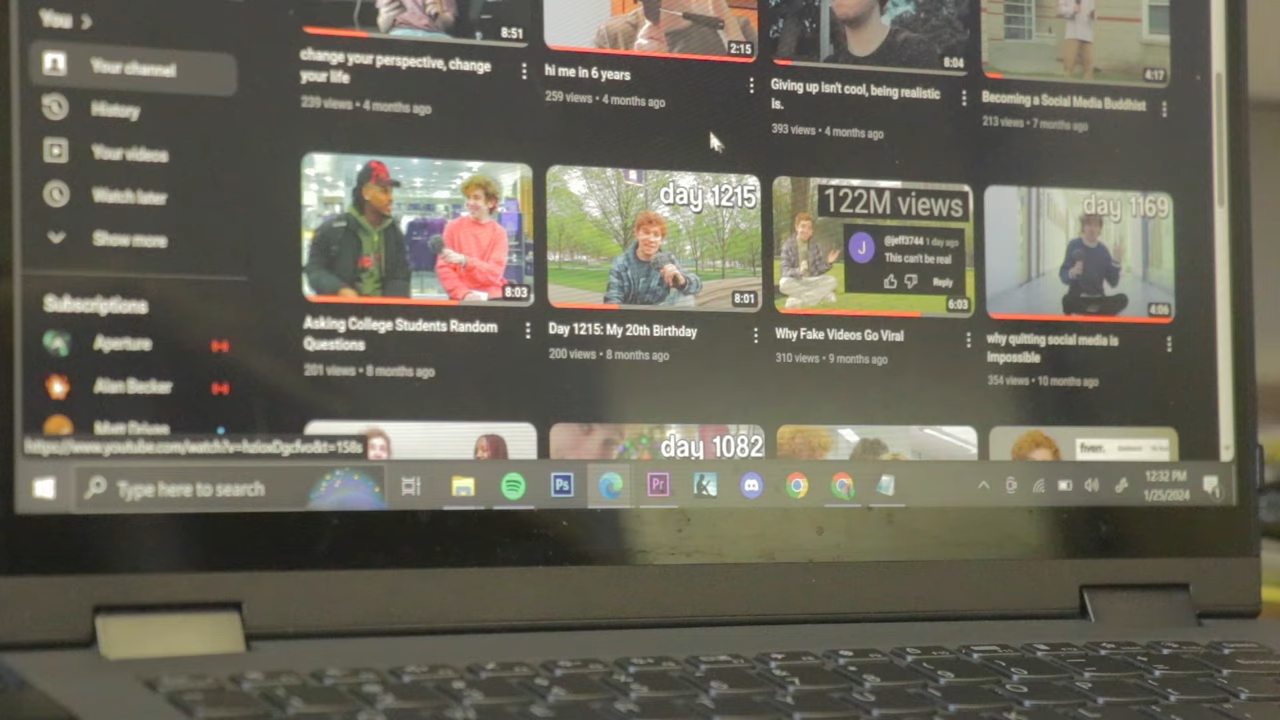 You >
8:51
2:15
8:04
4:17
Your channel
change your perspective, change
your life
239 views • 4 months ago
hi me in 6 years
259 views • 4 months ago
Giving up isn't cool, being realistic
is.
393 views • 4 months ago
Becoming a Social Media Buddhist
213 views • 7 months ago
History
Your videos
Watch later
Show more
day 1215
122M views
@jeff3744 1 day ago
J
This can't be real
Reply
day 1169
8:03
8:01
6:03
4:06
Subscriptions
Aperture
Alan Becker
Asking College Students Random
Questions
201 views • 8 months ago
Day 1215: My 20th Birthday
200 views • 8 months ago
Why Fake Videos Go Viral
310 views • 9 months ago
why quitting social media is
impossible
354 views • 10 months ago
day 1082
fiverr.
Type here to search
Ps
Pr
12:32 PM
1/25/2024